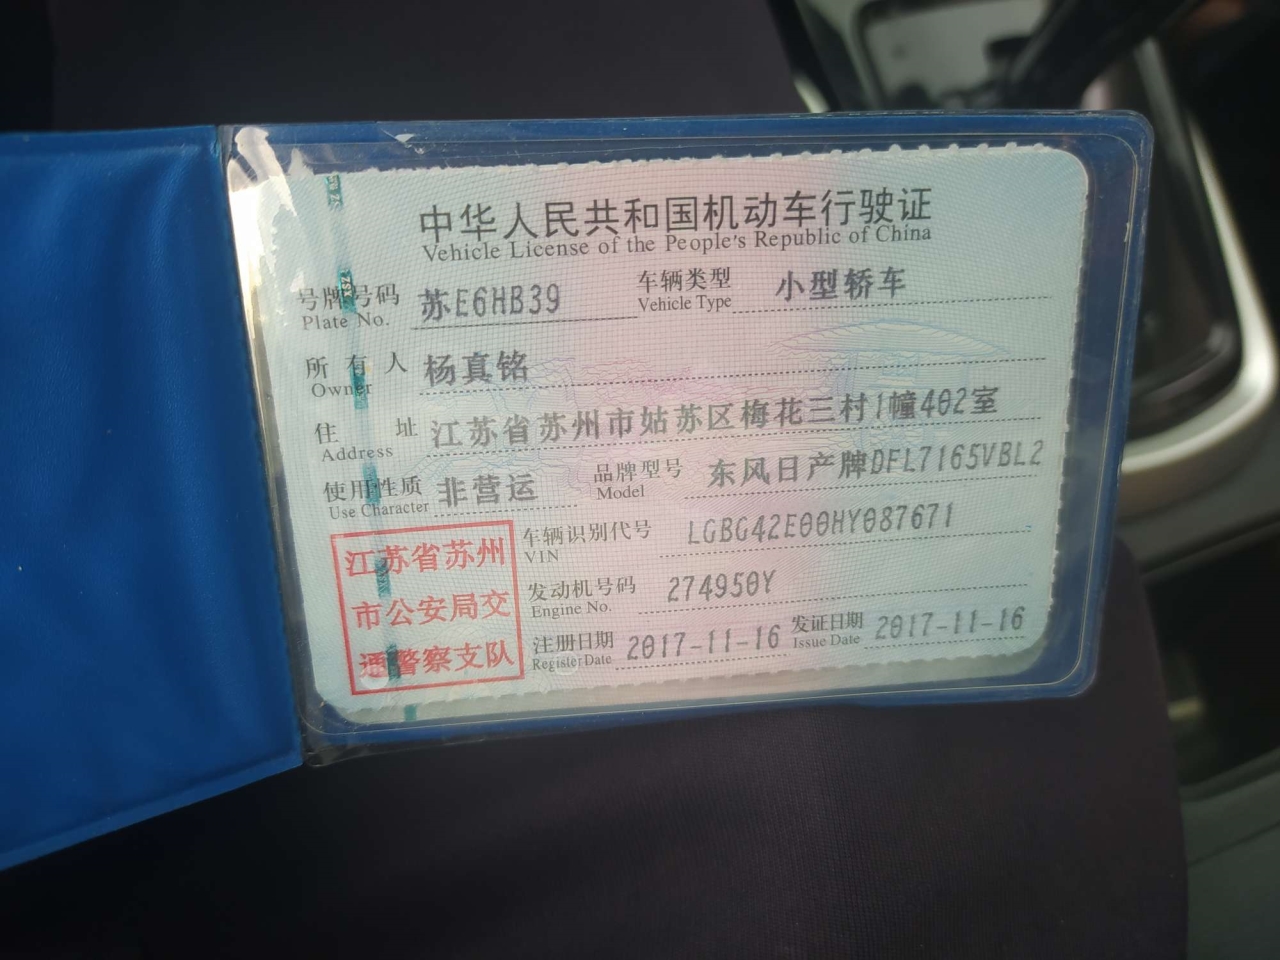 中华人民共和国机动车行驶证
Vehicle License of the People's Republic of China
号牌号码 苏E6HB39 车辆类型 小型轿车
Plate No. Vehicle Type
所有人 杨真铭
Owner
住址 江苏省苏州市姑苏区梅花三村1幢402室
Address
使用性质 非营运 品牌型号 东风日产牌DFL7165VBL2
Use Character Model
江苏省苏州
市公安局交
通警察支队
车辆识别代号 LGBG42E00HY087671
VIN
发动机号码 274950Y
Engine No.
注册日期 2017-11-16 发证日期 2017-11-16
Register Date Issue Date